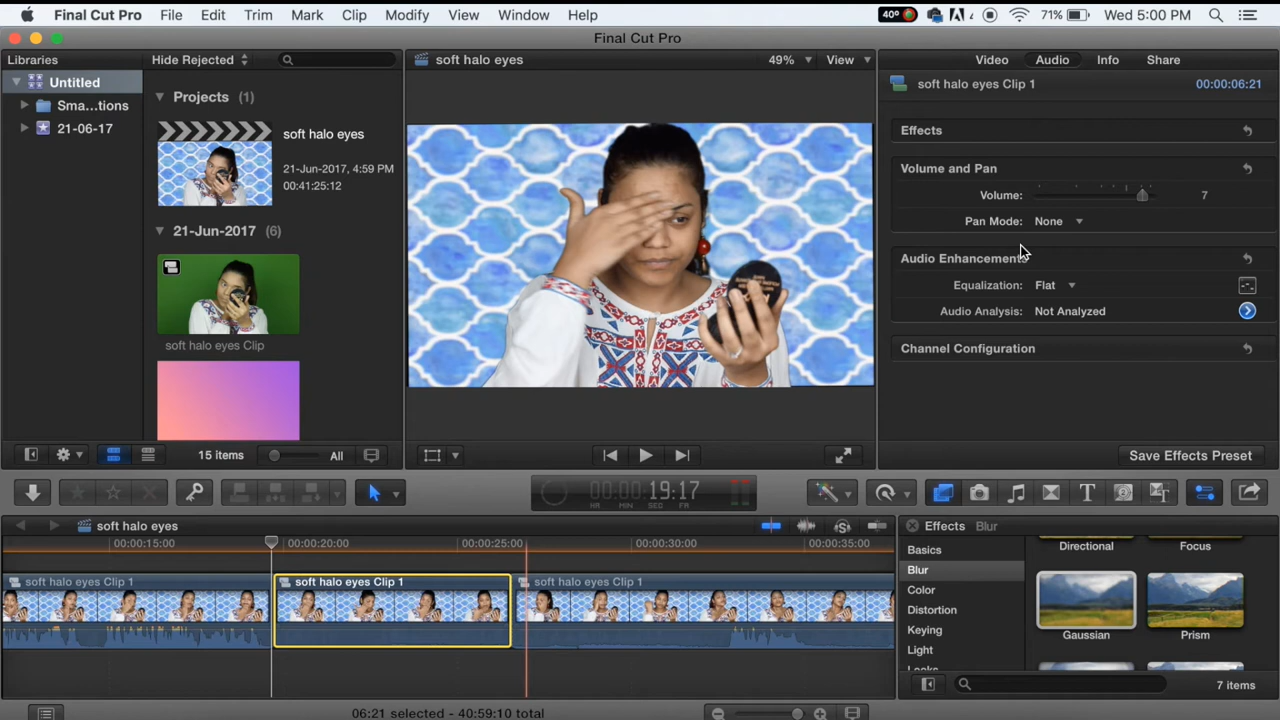 Final Cut Pro File Edit Trim Mark Clip Modify View Window Help 40° 71% Wed 5:00 PM
Final Cut Pro
Libraries Hide Rejected soft halo eyes 49% View Video Audio Info Share
Untitled
Sma...tions
21-06-17
Projects (1)
soft halo eyes
21-Jun-2017, 4:59 PM
00:41:25:12
21-Jun-2017 (6)
soft halo eyes Clip
15 items All
soft halo eyes Clip 1 00:00:06:21
Effects
Volume and Pan
Volume: 7
Pan Mode: None
Audio Enhancements
Equalization: Flat
Audio Analysis: Not Analyzed
Channel Configuration
Save Effects Preset
00:00:19:17
HR MIN SEC FR
soft halo eyes
00:00:15:00 00:00:20:00 00:00:25:00 00:00:30:00 00:00:35:00
soft halo eyes Clip 1 soft halo eyes Clip 1 soft halo eyes Clip 1
Effects Blur
Basics
Blur
Color
Distortion
Keying
Light
Looks
Directional Focus
Gaussian Prism
7 items
06:21 selected - 40:59:10 total